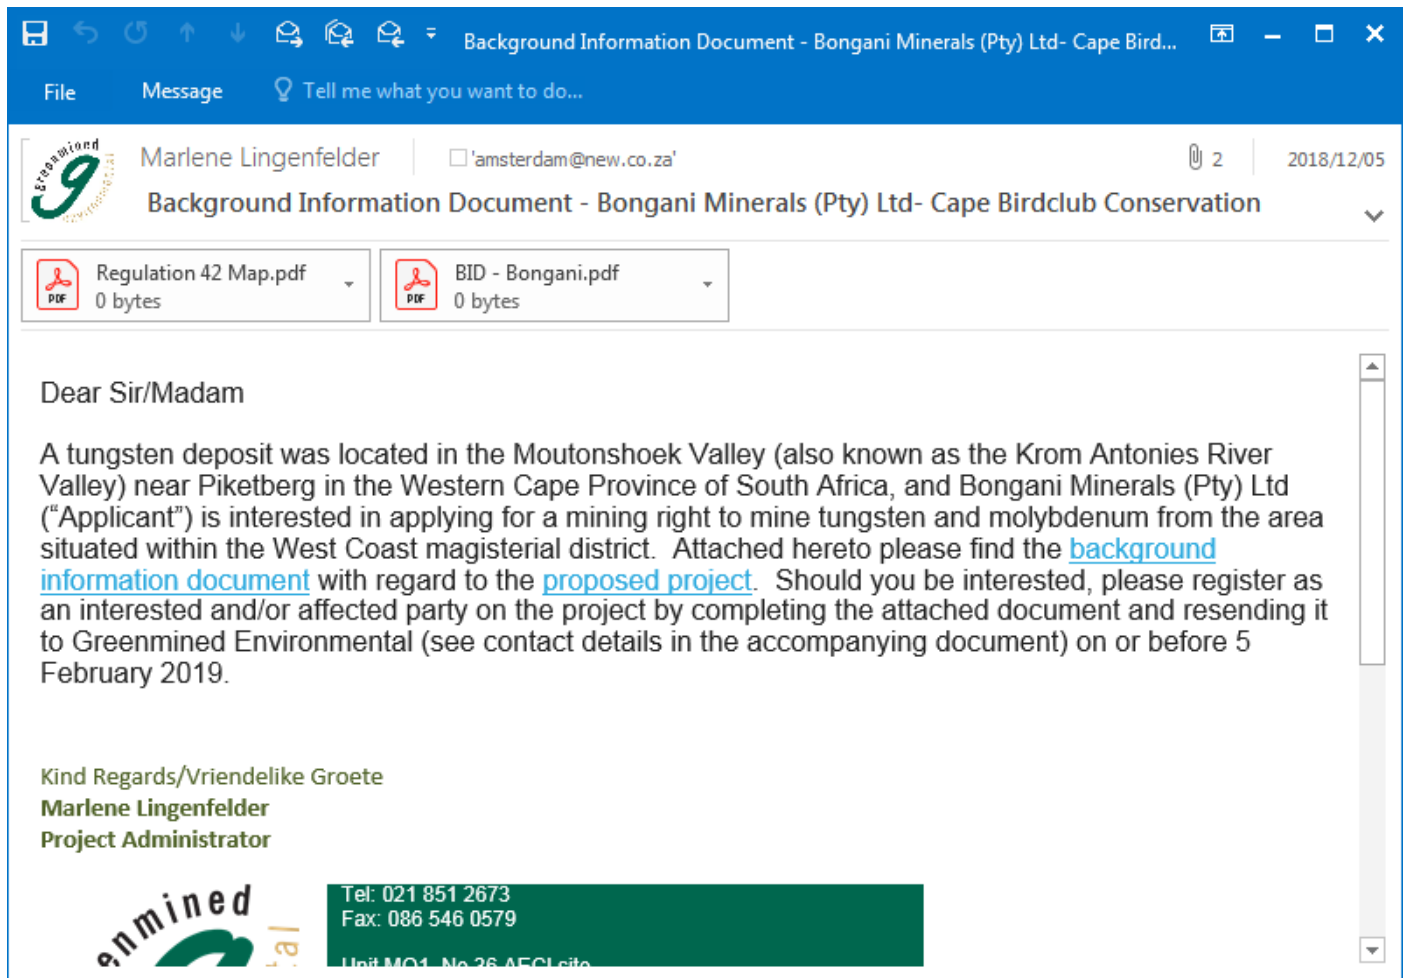 Background Information Document - Bongani Minerals (Pty) Ltd- Cape Bird...
File Message Tell me what you want to do...
greenmined
Marlene Lingenfelder 'amsterdam@new.co.za' 2 2018/12/05
Background Information Document - Bongani Minerals (Pty) Ltd- Cape Birdclub Conservation
PDF Regulation 42 Map.pdf
0 bytes
PDF BID - Bongani.pdf
0 bytes
Dear Sir/Madam
A tungsten deposit was located in the Moutonshoek Valley (also known as the Krom Antonies River
Valley) near Piketberg in the Western Cape Province of South Africa, and Bongani Minerals (Pty) Ltd
(“Applicant”) is interested in applying for a mining right to mine tungsten and molybdenum from the area
situated within the West Coast magisterial district.  Attached hereto please find the background
information document with regard to the proposed project.  Should you be interested, please register as
an interested and/or affected party on the project by completing the attached document and resending it
to Greenmined Environmental (see contact details in the accompanying document) on or before 5
February 2019.
Kind Regards/Vriendelike Groete
Marlene Lingenfelder
Project Administrator
enmined
tal
Tel: 021 851 2673
Fax: 086 546 0579
Unit MO1, No 36 AECI site